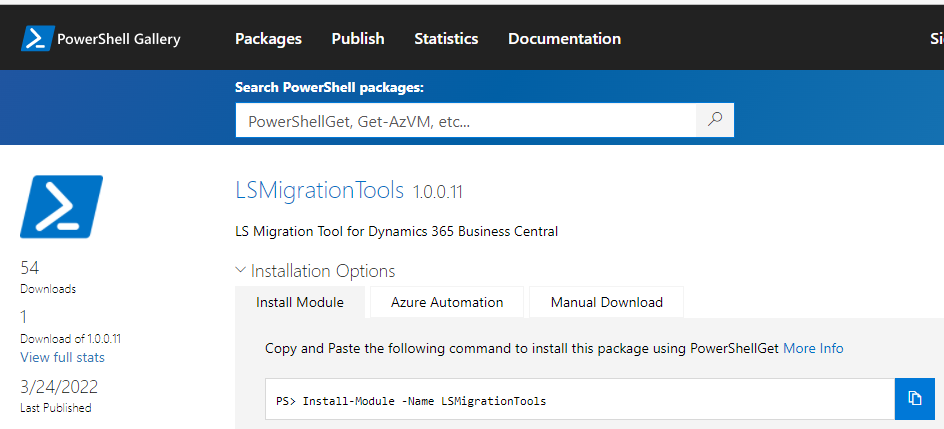 PowerShell Gallery
Packages
Publish
Statistics
Documentation
Si
Search PowerShell packages:
PowerShellGet, Get-AzVM, etc...
LSMigrationTools 1.0.0.11
LS Migration Tool for Dynamics 365 Business Central
54
Downloads
1
Download of 1.0.0.11
View full stats
3/24/2022
Last Published
Installation Options
Install Module
Azure Automation
Manual Download
Copy and Paste the following command to install this package using PowerShellGet More Info
PS> Install-Module -Name LSMigrationTools